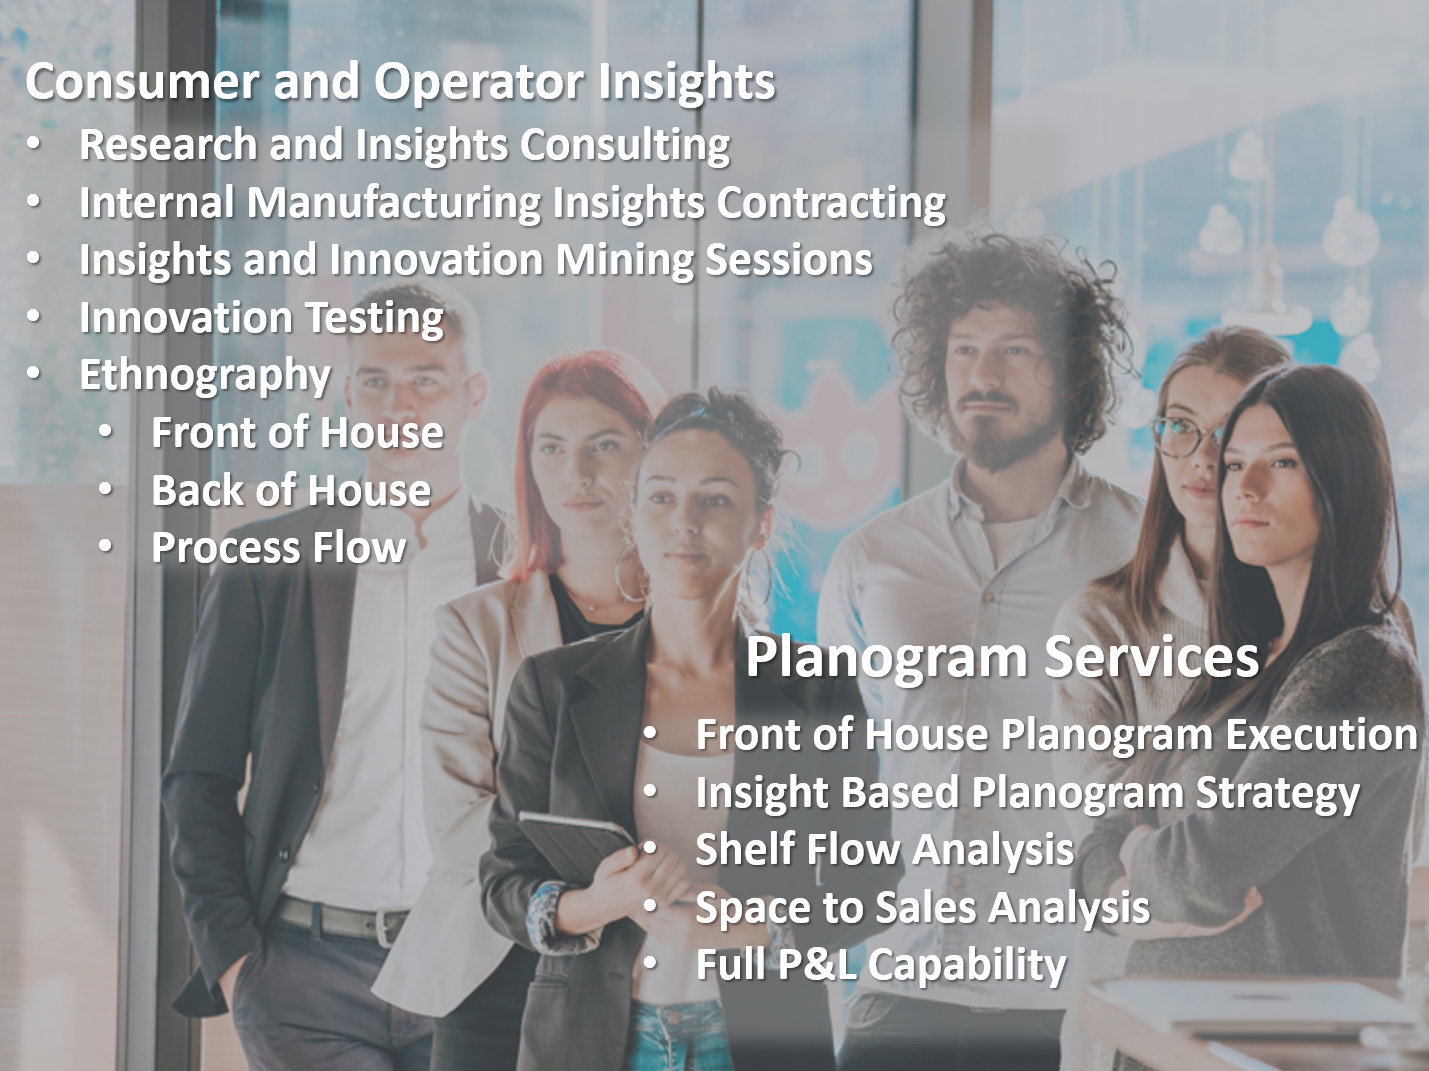 Consumer and Operator Insights
• Research and Insights Consulting
• Internal Manufacturing Insights Contracting
• Insights and Innovation Mining Sessions
• Innovation Testing
• Ethnography
• Front of House
• Back of House
• Process Flow
Planogram Services
• Front of House Planogram Execution
• Insight Based Planogram Strategy
• Shelf Flow Analysis
• Space to Sales Analysis
• Full P&L Capability